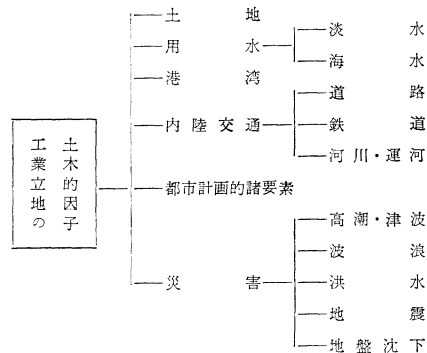 工業立地の
土木的因子
土地
用水
淡水
海水
港湾
内陸交通
道路
鉄道
河川・運河
都市計画的諸要素
災害
高潮・津波
波浪
洪水
地震
地盤沈下